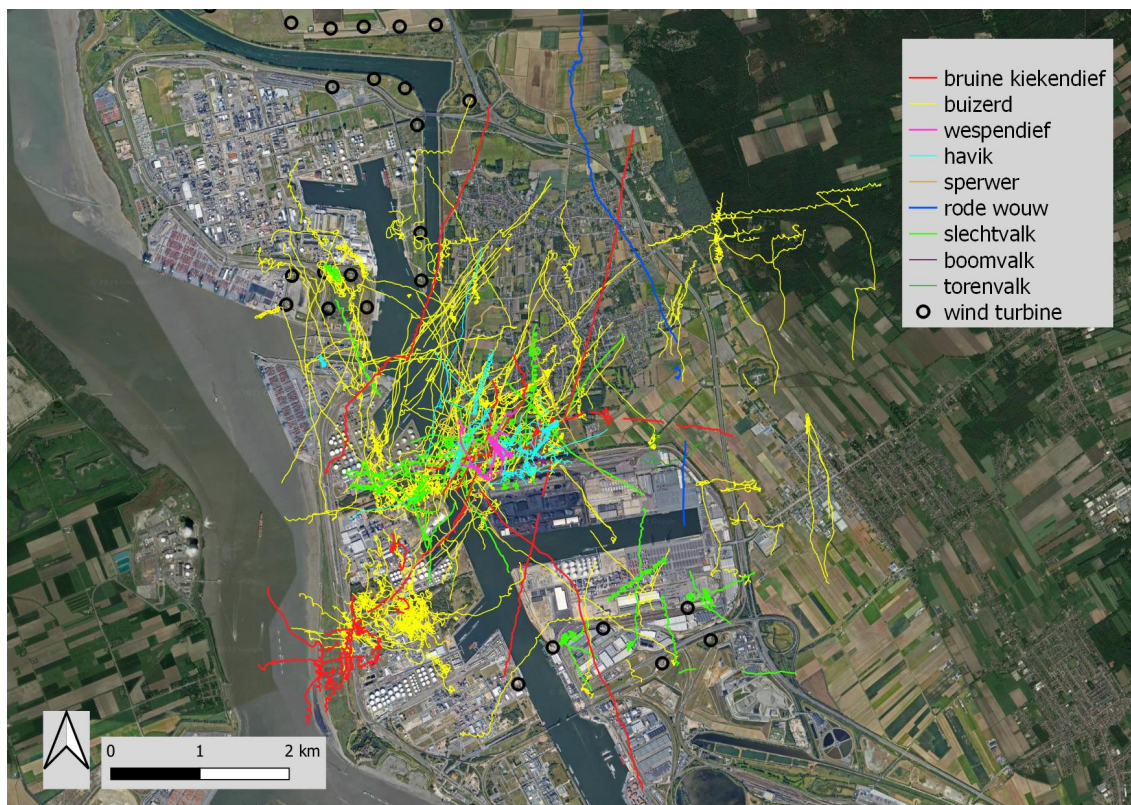 bruine kiekendief
buizerd
wespendief
havik
sperwer
rode wouw
slechtvalk
boomvalk
torenvalk
wind turbine
0 1 2 km